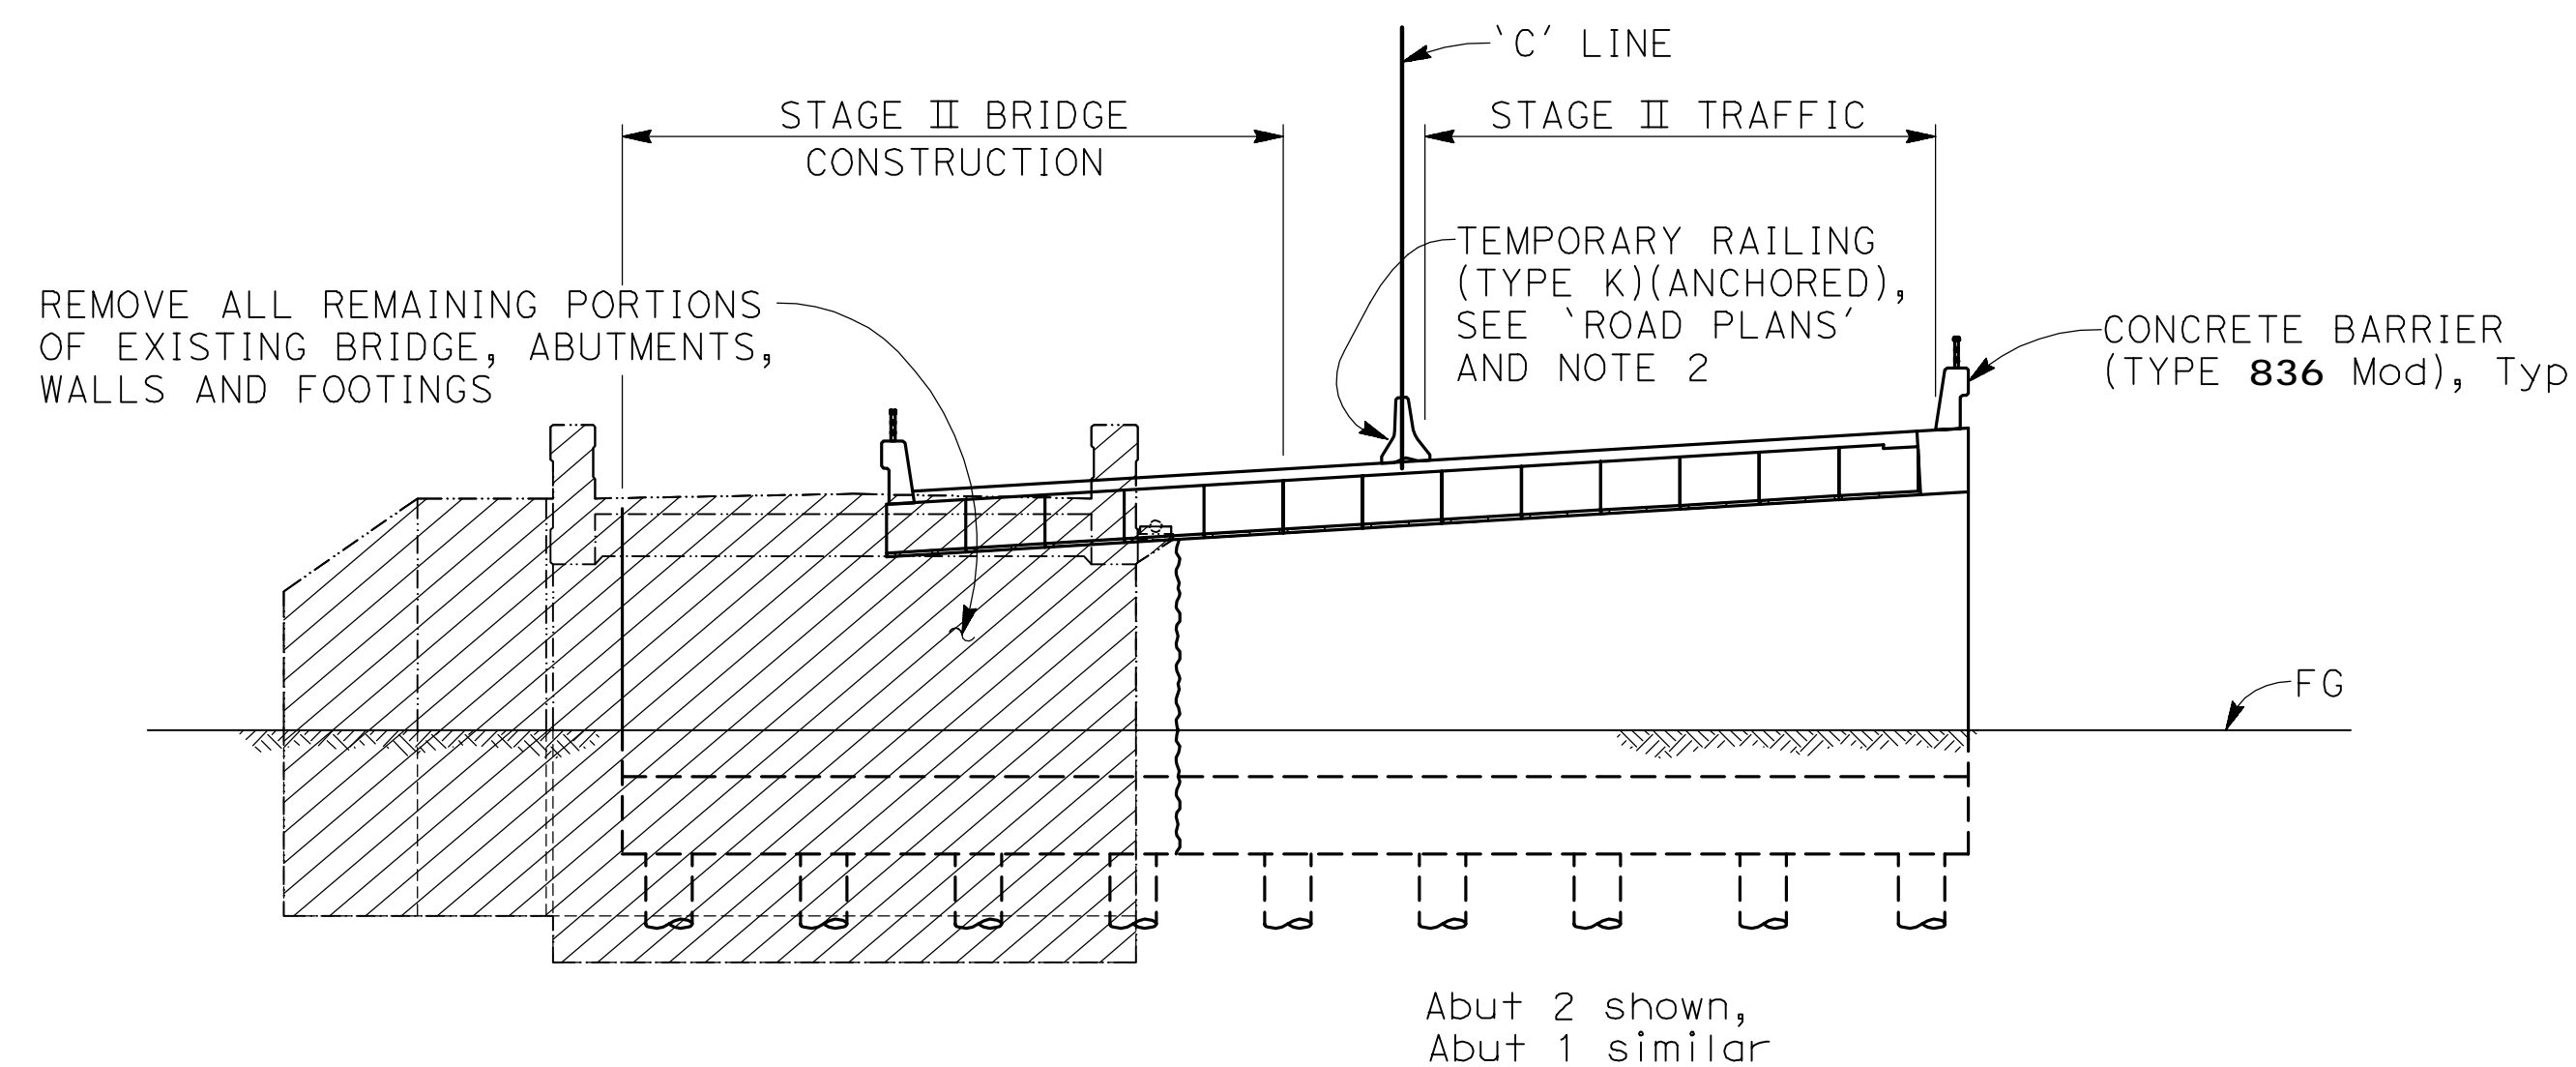 ‵C′ LINE
STAGE II BRIDGE
CONSTRUCTION
STAGE II TRAFFIC
TEMPORARY RAILING
(TYPE K)(ANCHORED),
SEE ‵ROAD PLANS′
AND NOTE 2
REMOVE ALL REMAINING PORTIONS
OF EXISTING BRIDGE, ABUTMENTS,
WALLS AND FOOTINGS
CONCRETE BARRIER
(TYPE 836 Mod), Typ
FG
Abut 2 shown,
Abut 1 similar